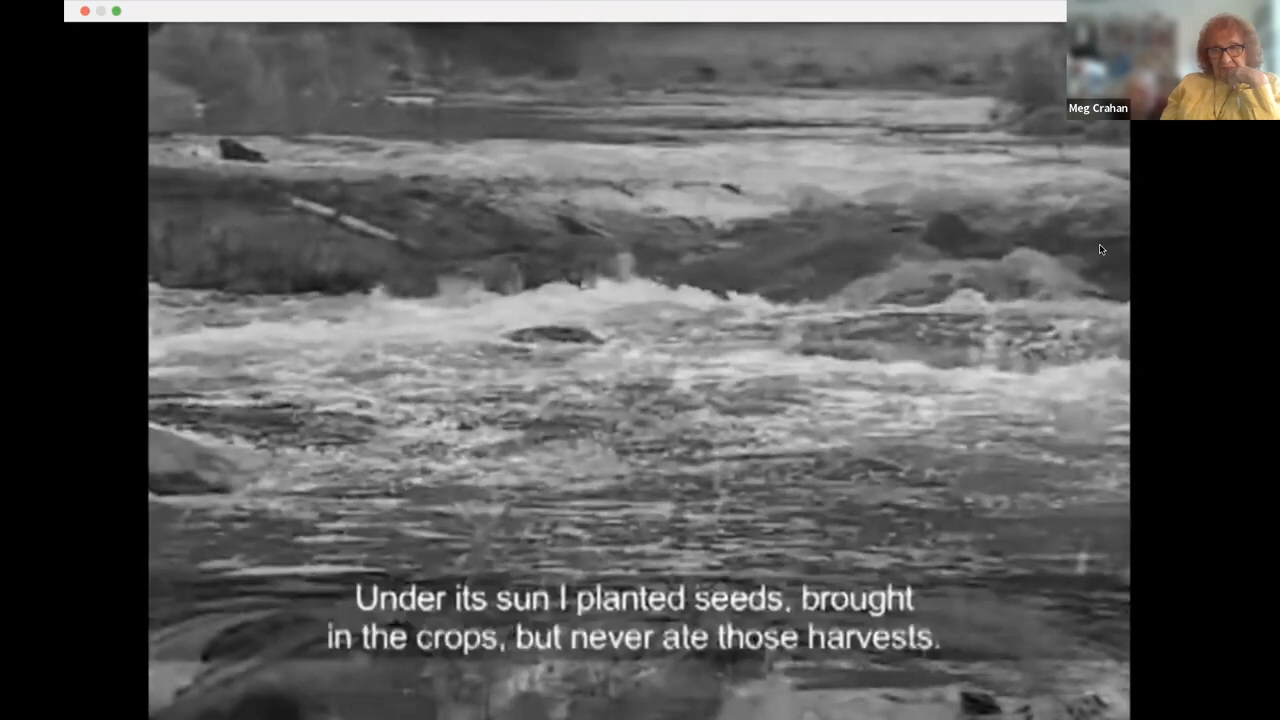 Meg Crahan
Under its sun I planted seeds, brought
in the crops, but never ate those harvests.